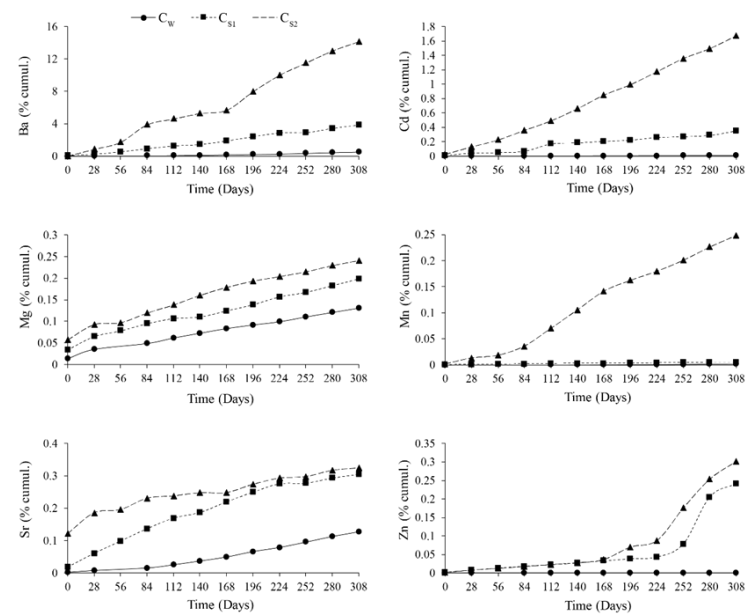 C_W C_S1 C_S2
Ba (% cumul.)
16
12
8
4
0
0 28 56 84 112 140 168 196 224 252 280 308
Time (Days)
Cd (% cumul.)
1.8
1.6
1.4
1.2
1
0.8
0.6
0.4
0.2
0
0 28 56 84 112 140 168 196 224 252 280 308
Time (Days)
Mg (% cumul.)
0.3
0.25
0.2
0.15
0.1
0.05
0
0 28 56 84 112 140 168 196 224 252 280 308
Time (Days)
Mn (% cumul.)
0.25
0.2
0.15
0.1
0.05
0
0 28 56 84 112 140 168 196 224 252 280 308
Time (Days)
Sr (% cumul.)
0.4
0.3
0.2
0.1
0
0 28 56 84 112 140 168 196 224 252 280 308
Time (Days)
Zn (% cumul.)
0.35
0.3
0.25
0.2
0.15
0.1
0.05
0
0 28 56 84 112 140 168 196 224 252 280 308
Time (Days)